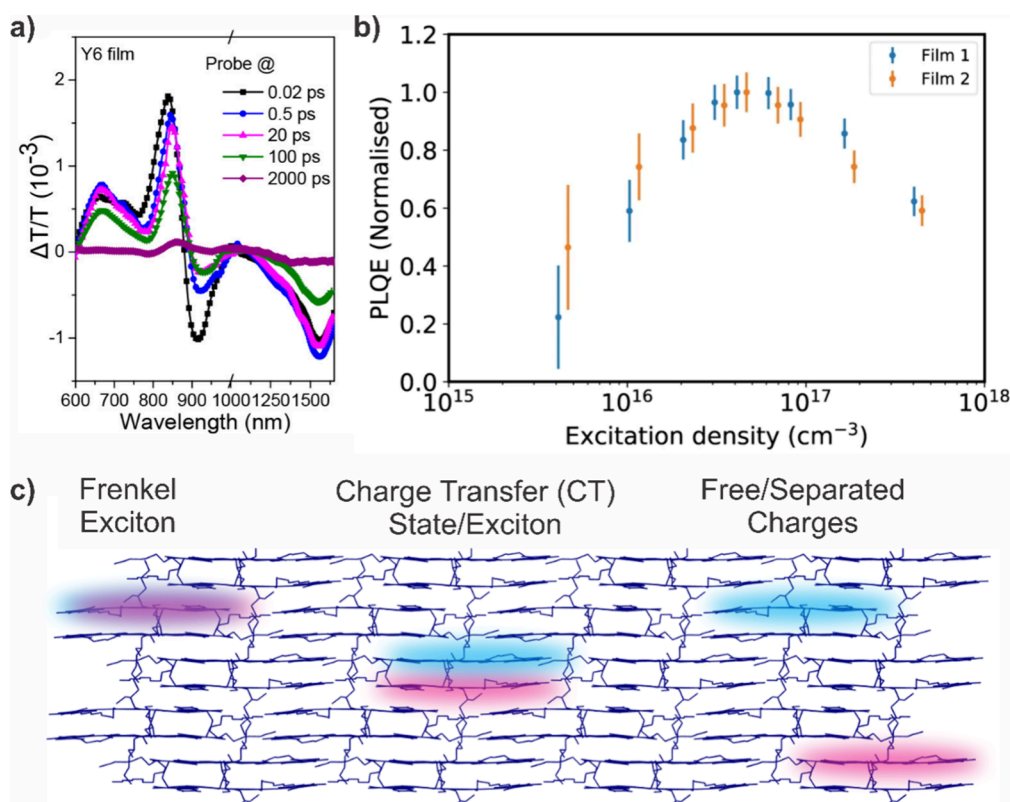 a)
Y6 film
Probe @
0.02 ps
0.5 ps
20 ps
100 ps
2000 ps
2
1
0
-1
ΔT/T (10⁻³)
600 700 800 900 1000 1250 1500
Wavelength (nm)
b)
Film 1
Film 2
1.2
1.0
0.8
0.6
0.4
0.2
0.0
PLQE (Normalised)
10¹⁵ 10¹⁶ 10¹⁷ 10¹⁸
Excitation density (cm⁻³)
c)
Frenkel
Exciton
Charge Transfer (CT)
State/Exciton
Free/Separated
Charges